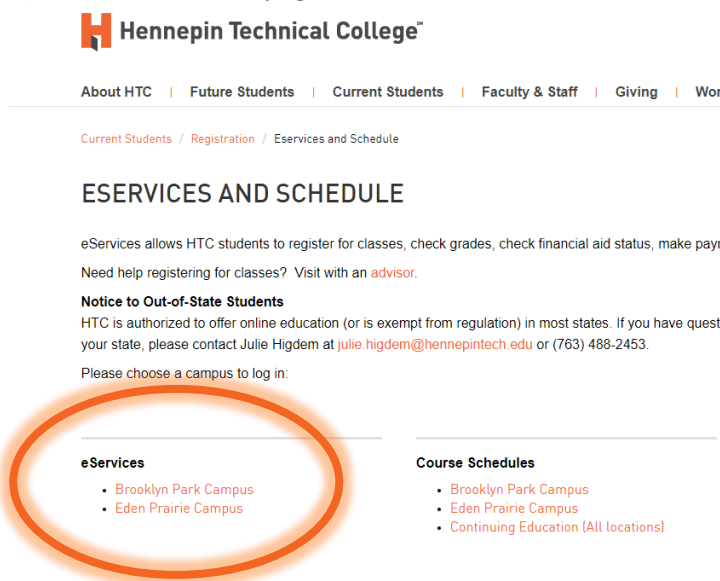 Hennepin Technical College℠
About HTC | Future Students | Current Students | Faculty & Staff | Giving |
Current Students / Registration / Eservices and Schedule
ESERVICES AND SCHEDULE
eServices allows HTC students to register for classes, check grades, check financial aid status, make
Need help registering for classes? Visit with an advisor.
Notice to Out-of-State Students
HTC is authorized to offer online education (or is exempt from regulation) in most states. If you have
your state, please contact Julie Higdem at julie.higdem@hennepintech.edu or (763) 488-2453.
Please choose a campus to log in:
eServices
• Brooklyn Park Campus
• Eden Prairie Campus
Course Schedules
• Brooklyn Park Campus
• Eden Prairie Campus
• Continuing Education (All locations)